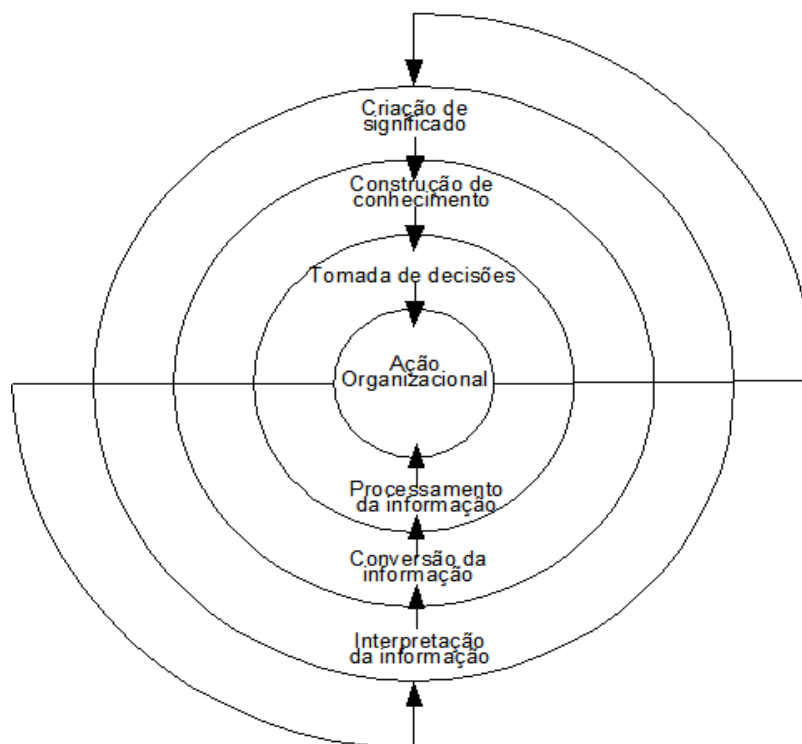 Criação de
significado
Construção de
conhecimento
Tomada de decisões
Ação
Organizacional
Processamento
da informação
Conversão da
informação
Interpretação
da informação